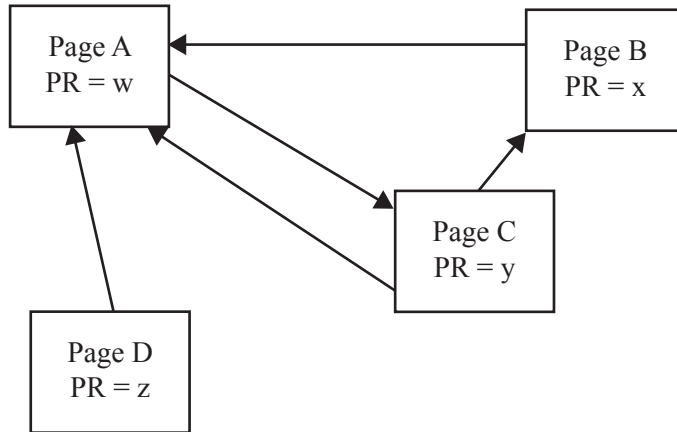 Page A
PR = w
Page B
PR = x
Page C
PR = y
Page D
PR = z